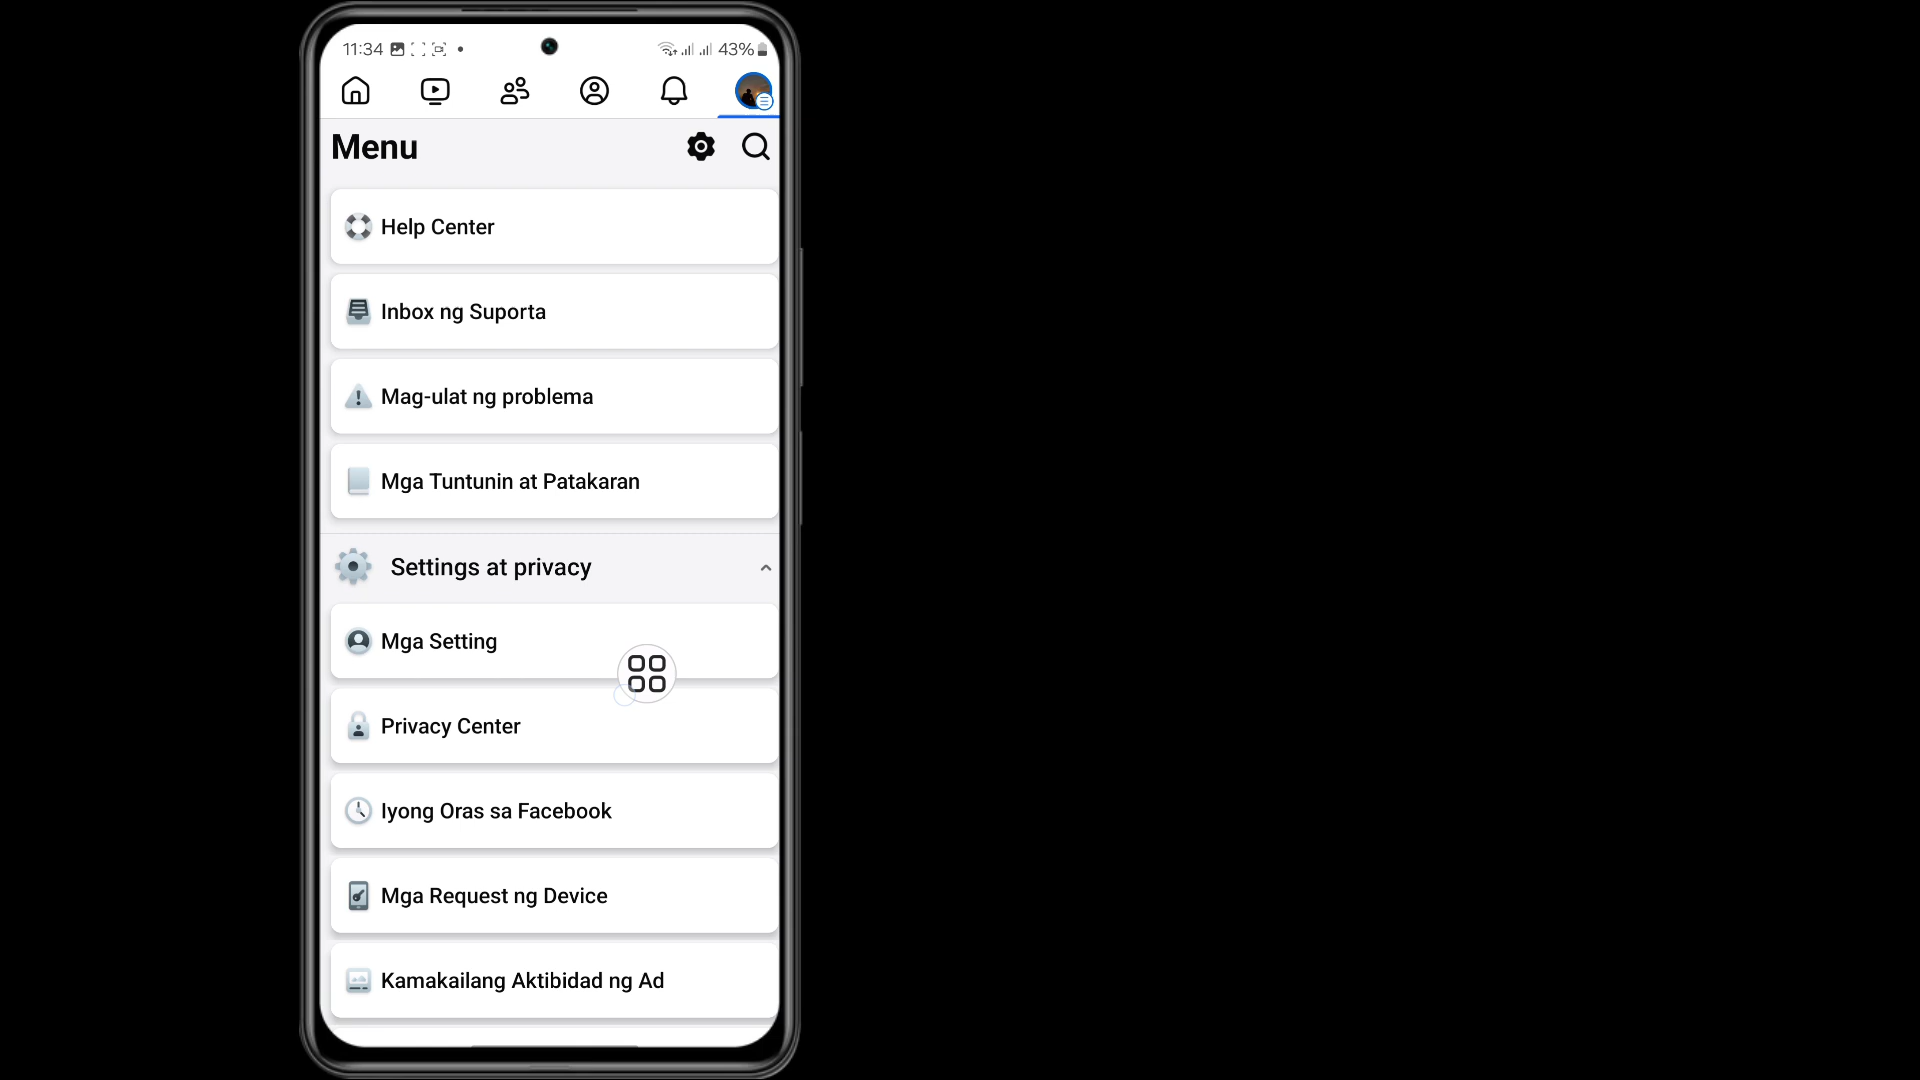 11:34
43%
Menu
Help Center
Inbox ng Suporta
Mag-ulat ng problema
Mga Tuntunin at Patakaran
Settings at privacy
Mga Setting
Privacy Center
Iyong Oras sa Facebook
Mga Request ng Device
Kamakailang Aktibidad ng Ad